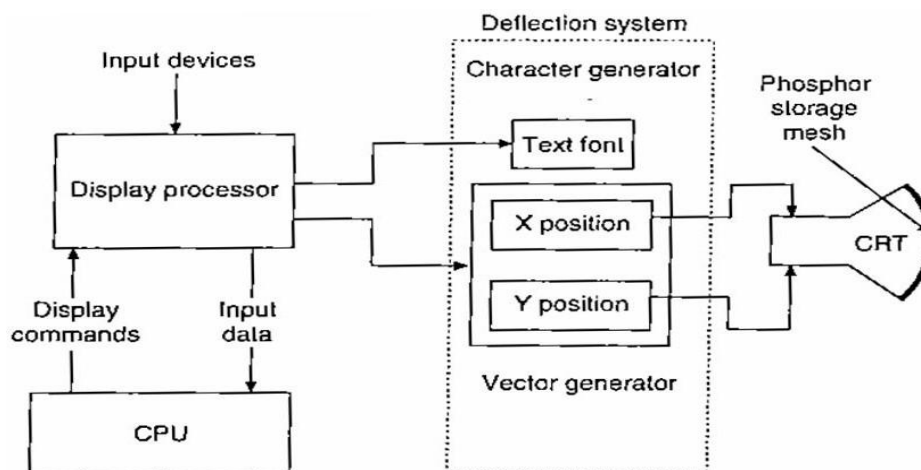 Deflection system
Input devices
Character generator
Phosphor
storage
mesh
Text font
Display processor
X position
CRT
Y position
Display
commands
Input
data
Vector generator
CPU